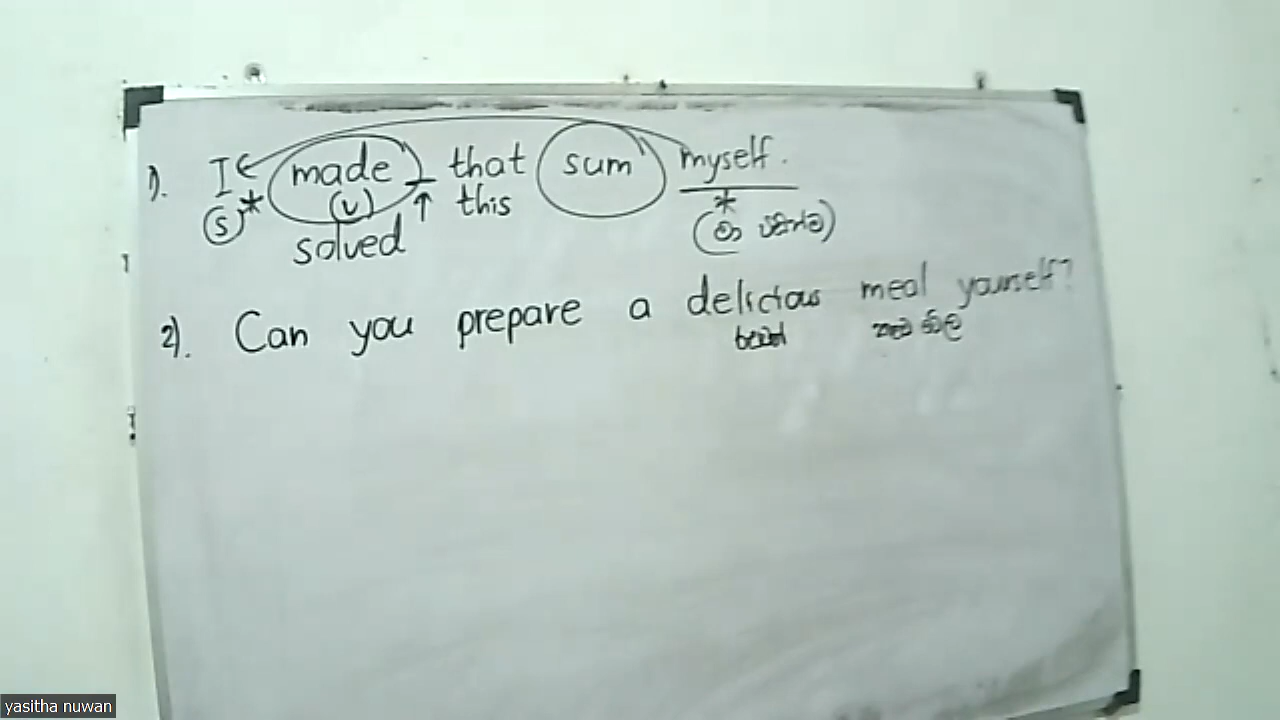 1). I made that sum myself.
(S) * (V) ↑ this *
solved (මා විසින්ම)
2). Can you prepare a delicious meal yourself?
yasitha nuwan